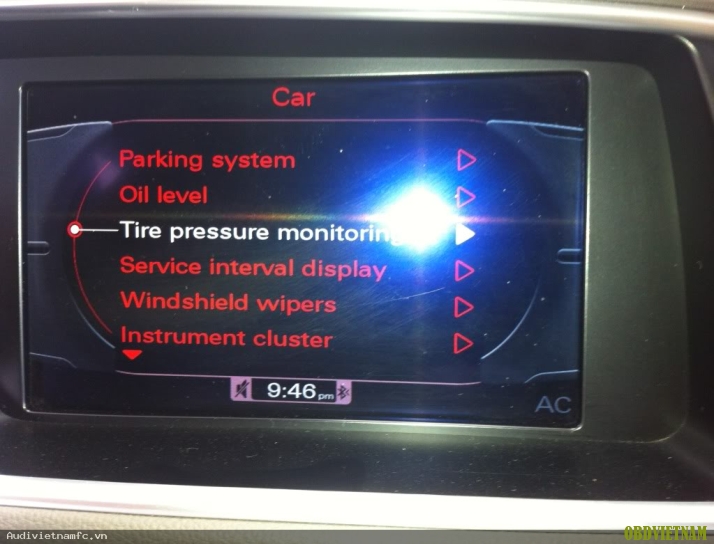 Car
Parking system
Oil level
Tire pressure monitoring
Service interval display
Windshield wipers
Instrument cluster
9:46 pm
AC
Audivietnamfc.vn
OBDVIETNAM